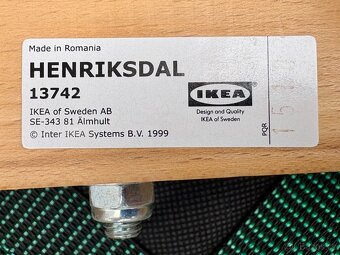 Made in Romania
HENRIKSDAL
13742
IKEA of Sweden AB
SE-343 81 Älmhult
© Inter IKEA Systems B.V. 1999
IKEA
Design and Quality
IKEA of Sweden
PQR